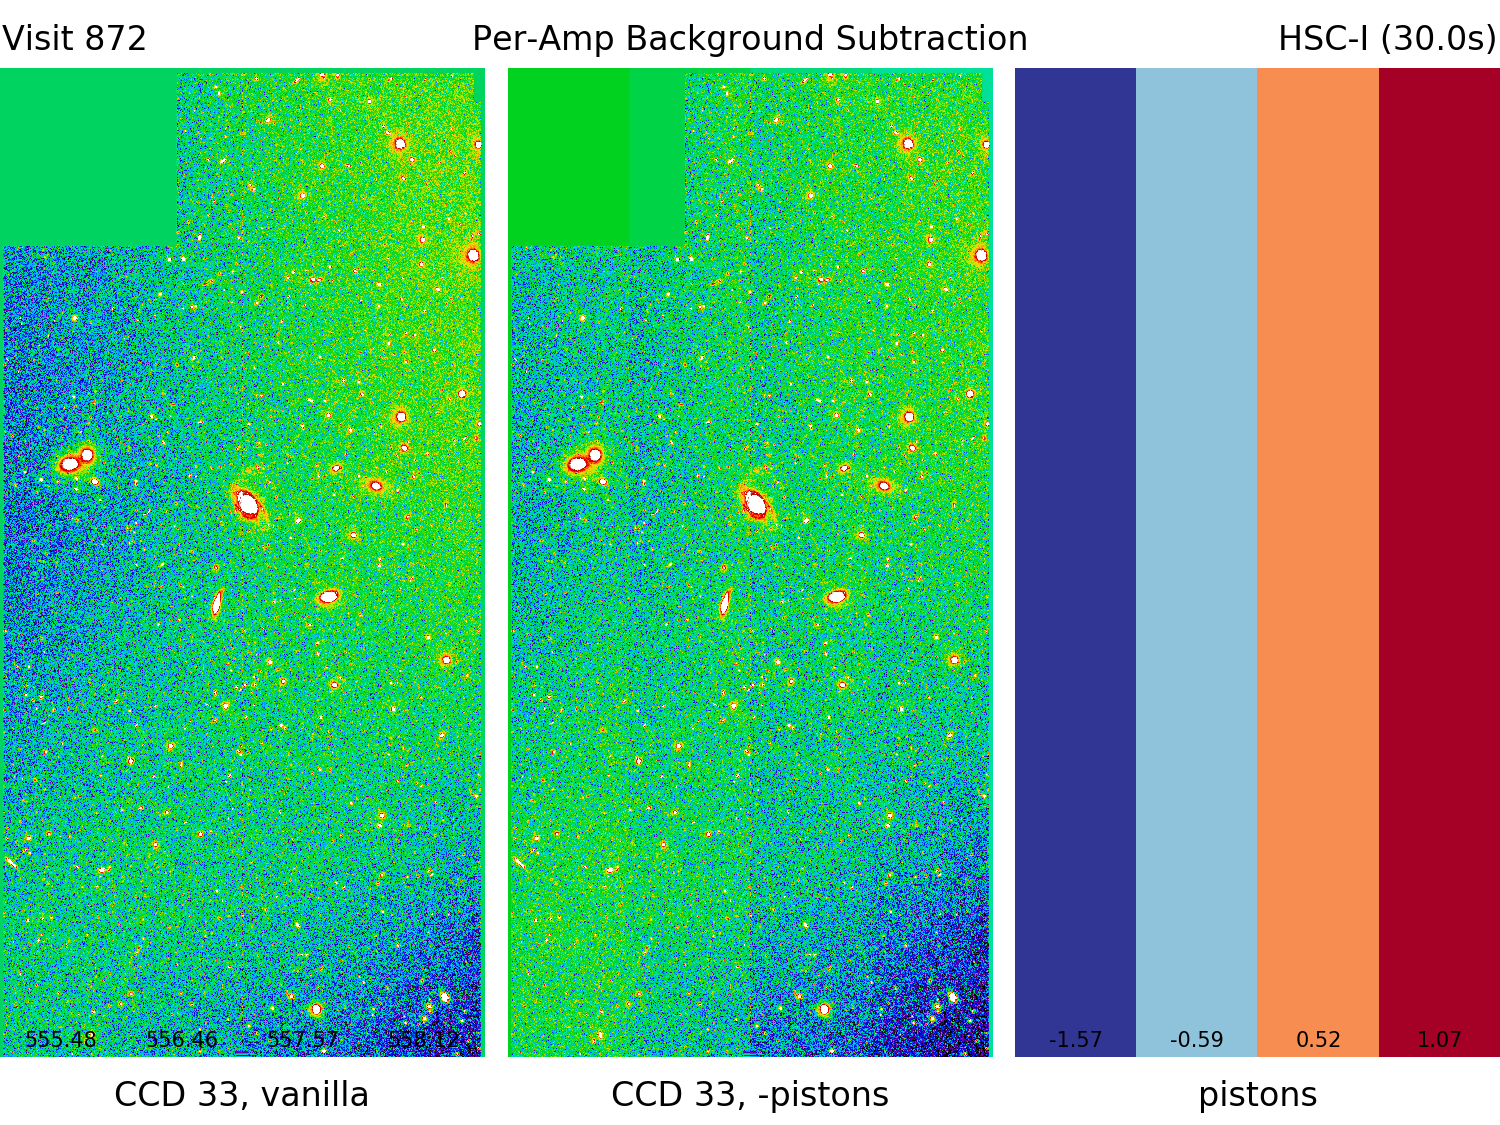 Visit 872 Per-Amp Background Subtraction HSC-I (30.0s)
555.48 556.46 557.57 558.12 -1.57 -0.59 0.52 1.07
CCD 33, vanilla CCD 33, -pistons pistons